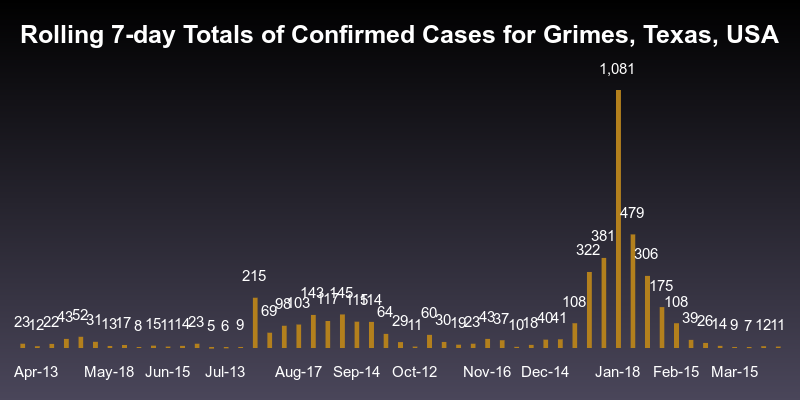 Rolling 7-day Totals of Confirmed Cases for Grimes, Texas, USA
23 12 22 43 52 31 13 17 8 15 11 14 23 5 6 9 215 69 98 103 143 117 145 115 114 64 29 11 60 30 19 23 43 37 10 18 40 41 108 322 381 1,081 479 306 175 108 39 26 14 9 7 12 11
Apr-13 May-18 Jun-15 Jul-13 Aug-17 Sep-14 Oct-12 Nov-16 Dec-14 Jan-18 Feb-15 Mar-15